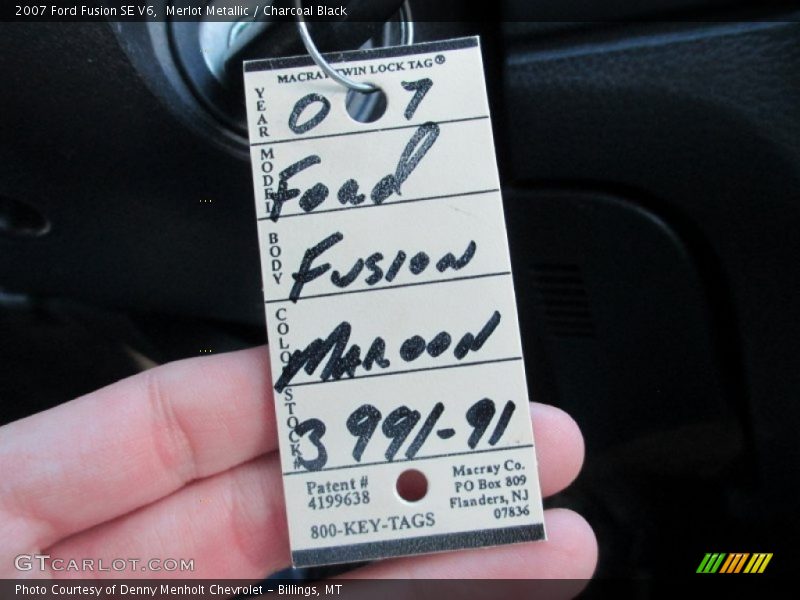 2007 Ford Fusion SE V6, Merlot Metallic / Charcoal Black
MACRAY TWIN LOCK TAG®
YEAR 07
MODEL Ford
BODY FUSION
COLOR MAROON
STOCK# 3991-91
Patent #
4199638
800-KEY-TAGS
Macray Co.
PO Box 809
Flanders, NJ
07836
GTCARLOT.COM
Photo Courtesy of Denny Menholt Chevrolet - Billings, MT